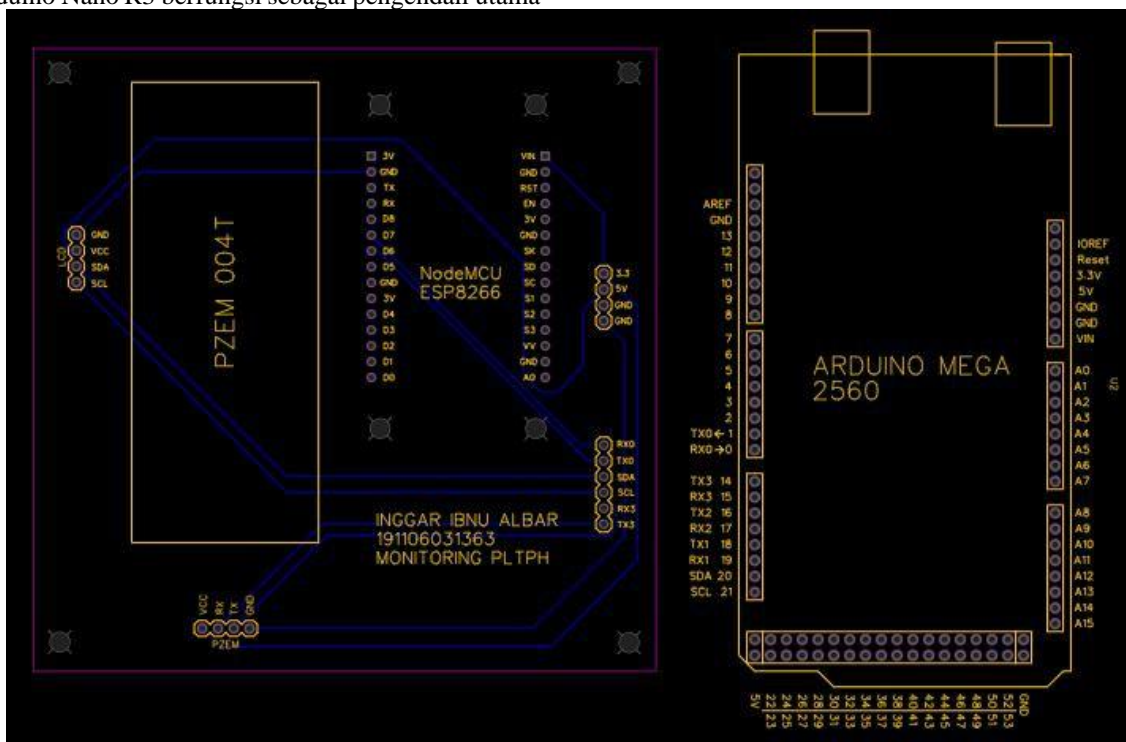 duino Nano R3 berfungsi sebagai pengendali utama
GND
VCC
SDA
SCL
LCD
PZEM 004T
3V
GND
TX
RX
D8
D7
D6
D5
GND
3V
D4
D3
D2
D1
D0
NodeMCU
ESP8266
VIN
GND
RST
EN
3V
GND
SK
SD
SC
S1
S2
S3
VV
GND
A0
3.3
5V
GND
GND
RX0
TX0
SDA
SCL
RX3
TX3
INGGAR IBNU ALBAR
191106031363
MONITORING PLTPH
VCC
RX
TX
GND
PZEM
AREF
GND
13
12
11
10
9
8
7
6
5
4
3
2
TX0← 1
RX0→0
TX3 14
RX3 15
TX2 16
RX2 17
TX1 18
RX1 19
SDA 20
SCL 21
ARDUINO MEGA
2560
IOREF
Reset
3.3V
5V
GND
GND
VIN
A0
A1
A2
A3
A4
A5
A6
A7
U2
A8
A9
A10
A11
A12
A13
A14
A15
5V
22 24 26 28 30 32 34 36 38 40 42 44 46 48 50 52 GND
23 25 27 29 31 33 35 37 39 41 43 45 47 49 51 53